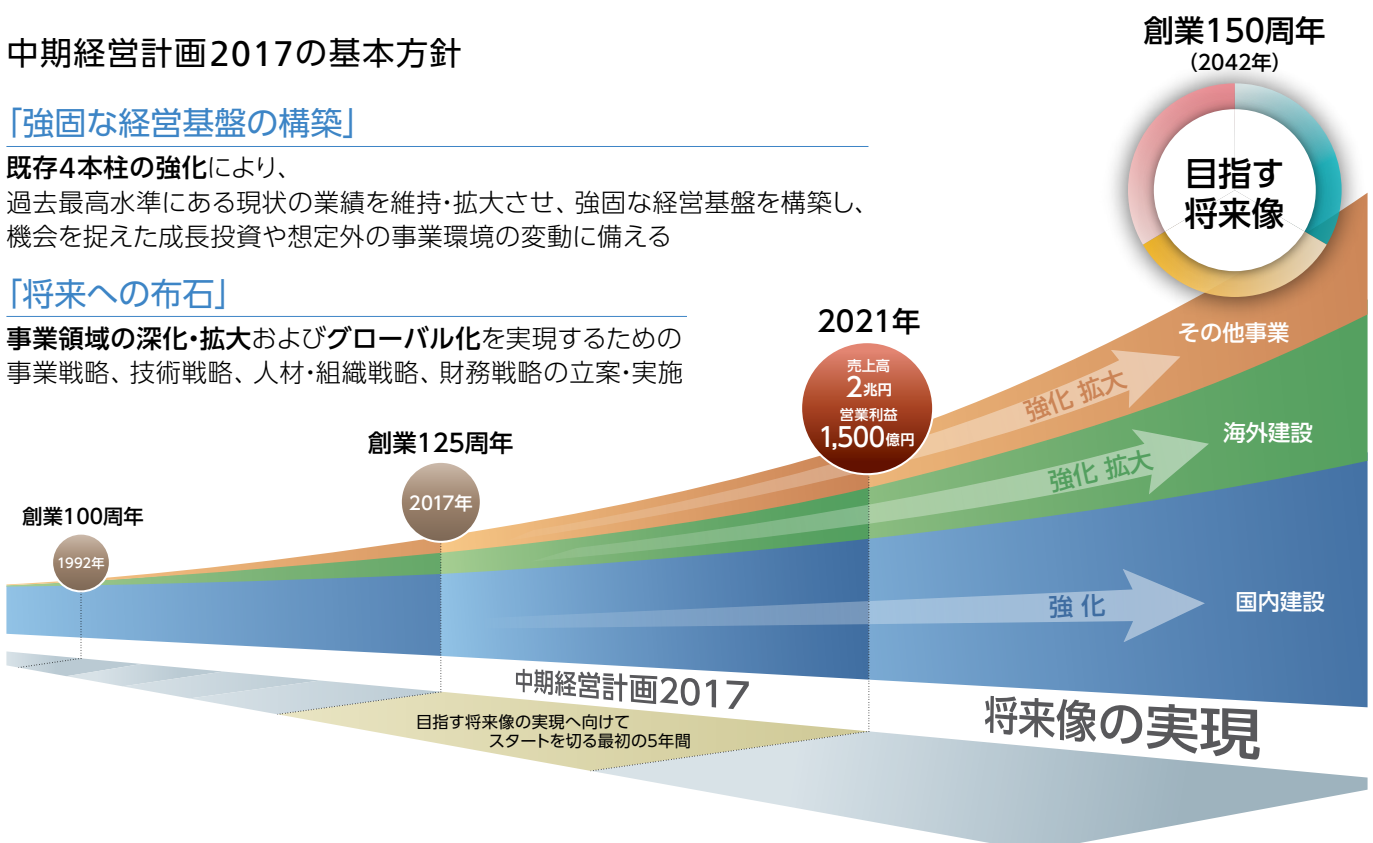 中期経営計画2017の基本方針
「強固な経営基盤の構築」
既存4本柱の強化により、
過去最高水準にある現状の業績を維持・拡大させ、強固な経営基盤を構築し、
機会を捉えた成長投資や想定外の事業環境の変動に備える
「将来への布石」
事業領域の深化・拡大およびグローバル化を実現するための
事業戦略、技術戦略、人材・組織戦略、財務戦略の立案・実施
創業150周年
（2042年）
目指す
将来像
2021年
売上高
2兆円
営業利益
1,500億円
創業125周年
2017年
創業100周年
1992年
その他事業
強化 拡大
海外建設
強化 拡大
国内建設
強化
中期経営計画2017
目指す将来像の実現へ向けて
スタートを切る最初の5年間
将来像の実現